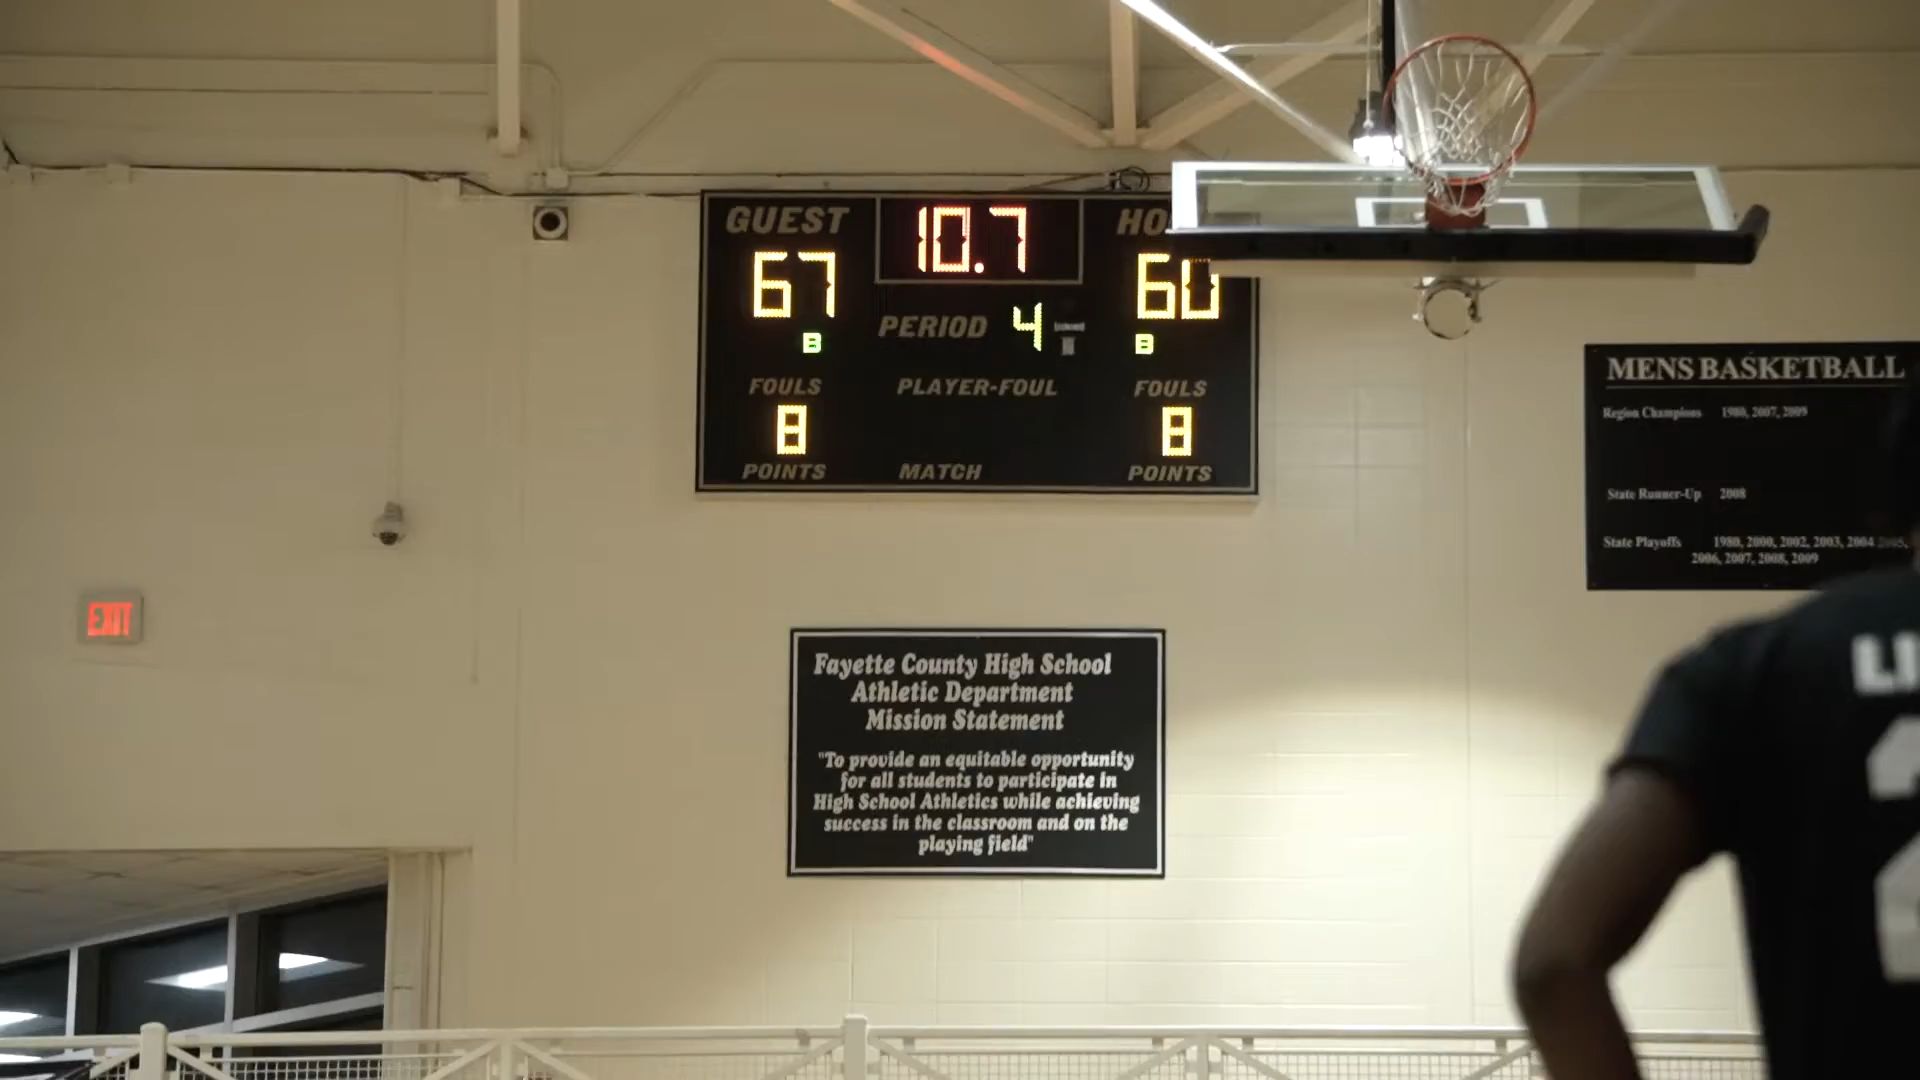 GUEST
10.7
HO
67
60
PERIOD 4
B
B
FOULS
PLAYER-FOUL
FOULS
8
8
POINTS
MATCH
POINTS
MENS BASKETBALL
Region Champions 1980, 2007, 2009
State Runner-Up 2008
State Playoffs 1980, 2000, 2002, 2003, 2004 2005,
2006, 2007, 2008, 2009
EXIT
Fayette County High School
Athletic Department
Mission Statement
"To provide an equitable opportunity
for all students to participate in
High School Athletics while achieving
success in the classroom and on the
playing field"
LI
2